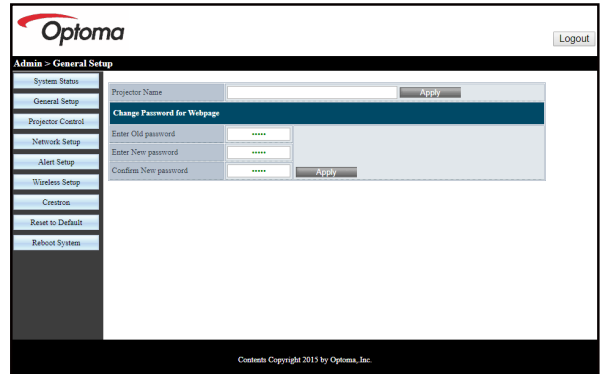 Optoma
Logout
Admin > General Setup
System Status
General Setup
Projector Control
Network Setup
Alert Setup
Wireless Setup
Crestron
Reset to Default
Reboot System
Projector Name
Apply
Change Password for Webpage
Enter Old password •••••
Enter New password •••••
Confirm New password ••••• Apply
Contents Copyright 2015 by Optoma, Inc.